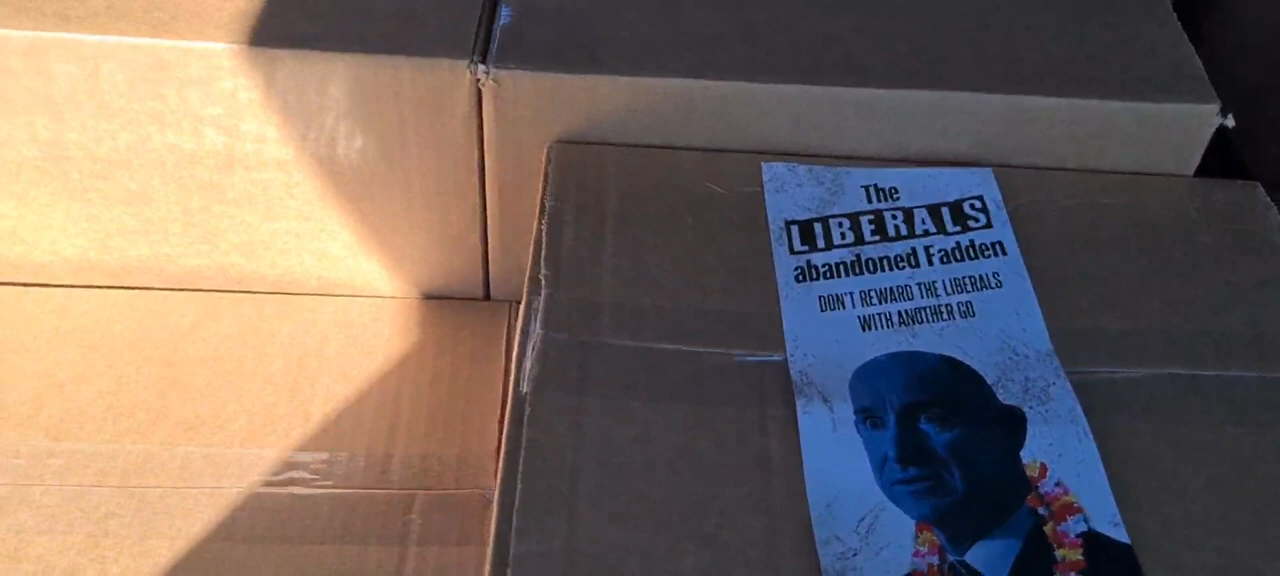 The
LIBERALS
abandoned Fadden
DON'T REWARD THE LIBERALS
WITH ANOTHER GO